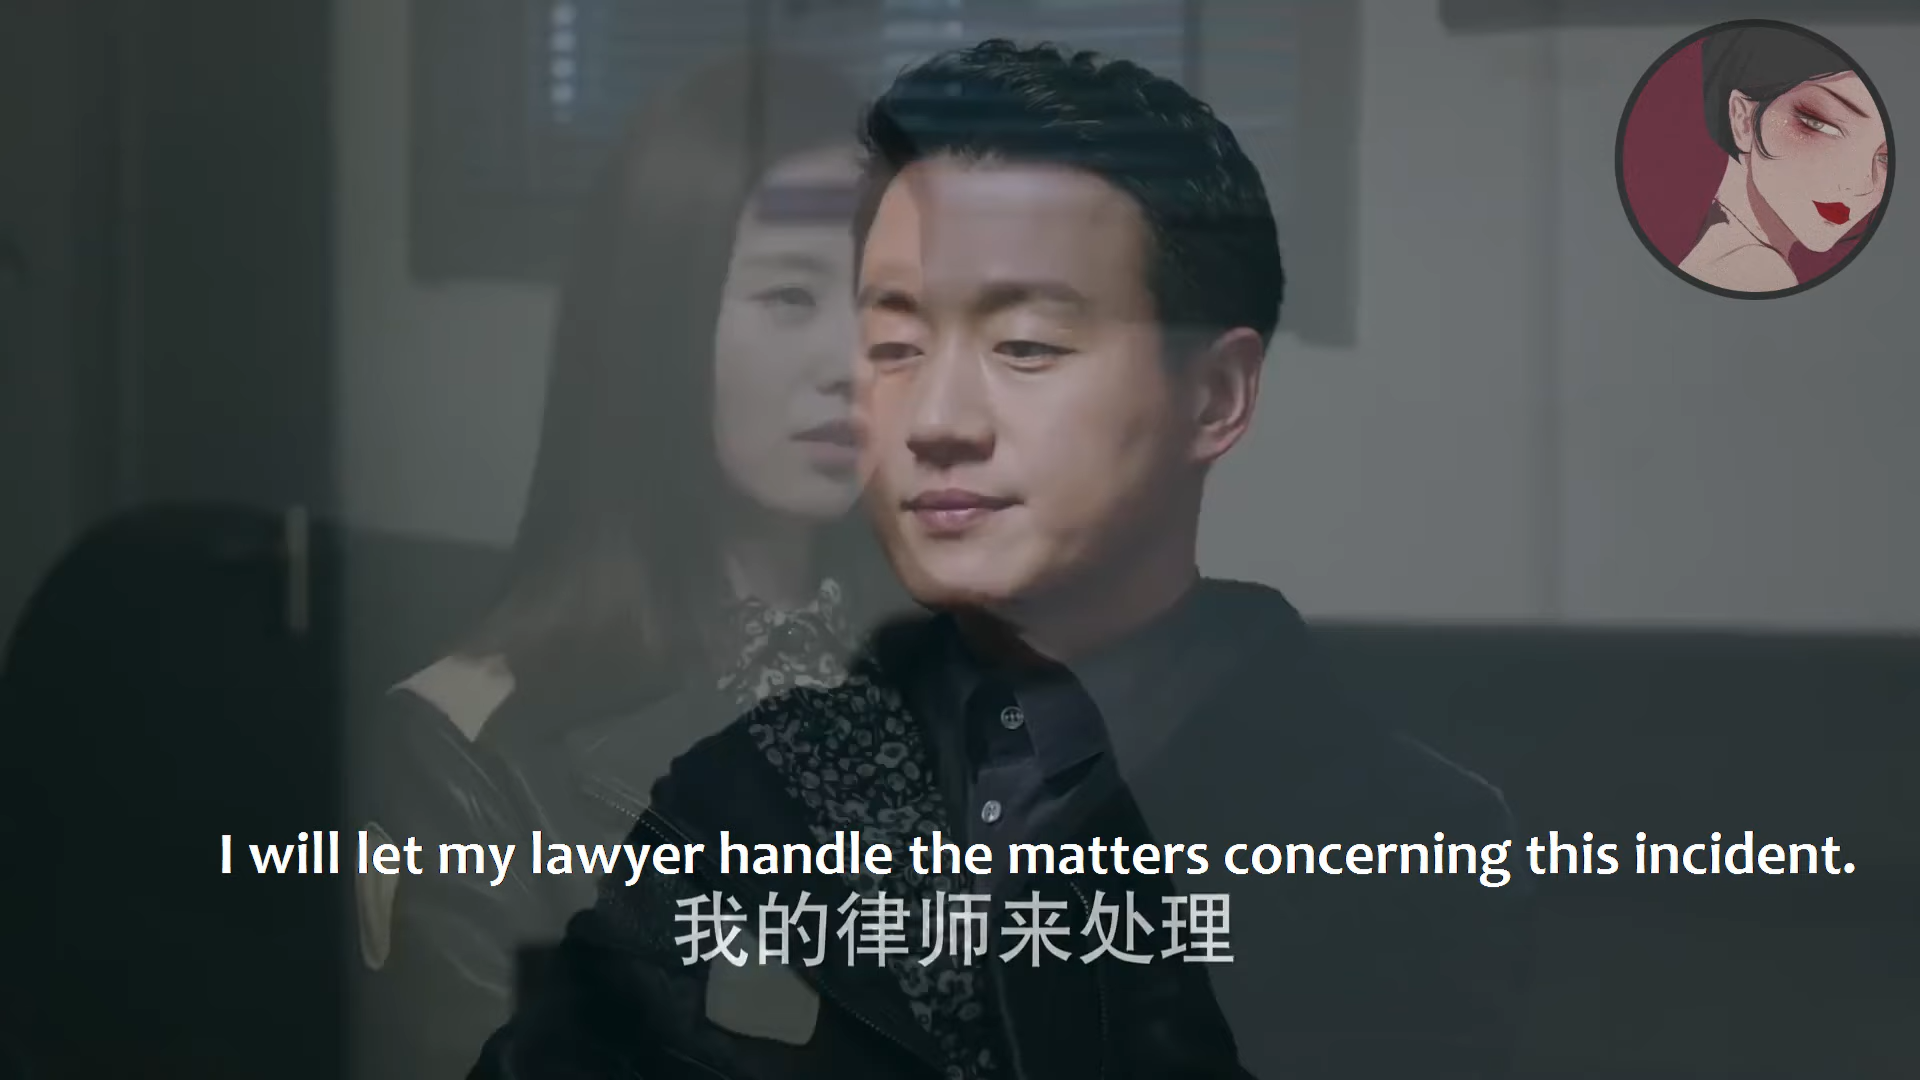 I will let my lawyer handle the matters concerning this incident.
我的律师来处理